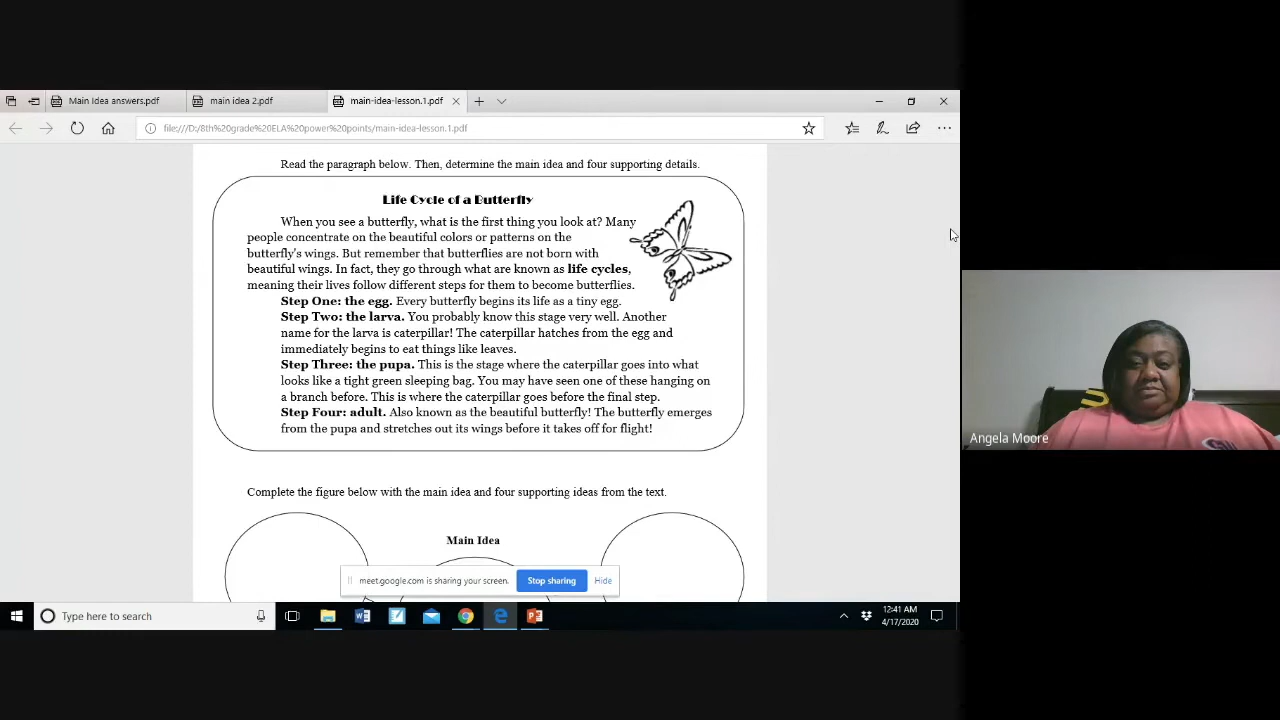 Main Idea answers.pdf
main idea 2.pdf
main-idea-lesson.1.pdf
file:///D:/8th%20grade%20ELA%20power%20points/main-idea-lesson.1.pdf
Read the paragraph below. Then, determine the main idea and four supporting details.
Life Cycle of a Butterfly
When you see a butterfly, what is the first thing you look at? Many
people concentrate on the beautiful colors or patterns on the
butterfly's wings. But remember that butterflies are not born with
beautiful wings. In fact, they go through what are known as life cycles,
meaning their lives follow different steps for them to become butterflies.
Step One: the egg. Every butterfly begins its life as a tiny egg.
Step Two: the larva. You probably know this stage very well. Another
name for the larva is caterpillar! The caterpillar hatches from the egg and
immediately begins to eat things like leaves.
Step Three: the pupa. This is the stage where the caterpillar goes into what
looks like a tight green sleeping bag. You may have seen one of these hanging on
a branch before. This is where the caterpillar goes before the final step.
Step Four: adult. Also known as the beautiful butterfly! The butterfly emerges
from the pupa and stretches out its wings before it takes off for flight!
Complete the figure below with the main idea and four supporting ideas from the text.
Main Idea
meet.google.com is sharing your screen.
Stop sharing
Hide
Type here to search
12:41 AM
4/17/2020
Angela Moore